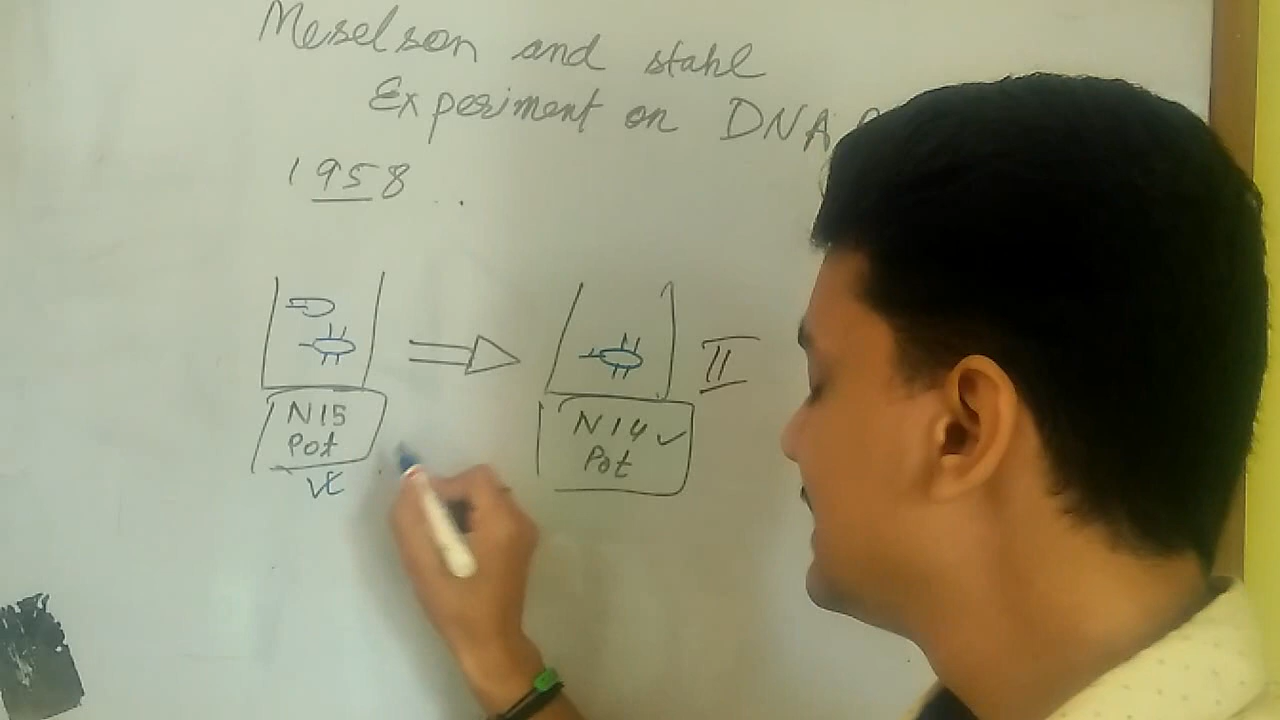 Meselson and stahl
Experiment on DNA
1958 ..
II
N15
Pot
N14 ✓
Pot